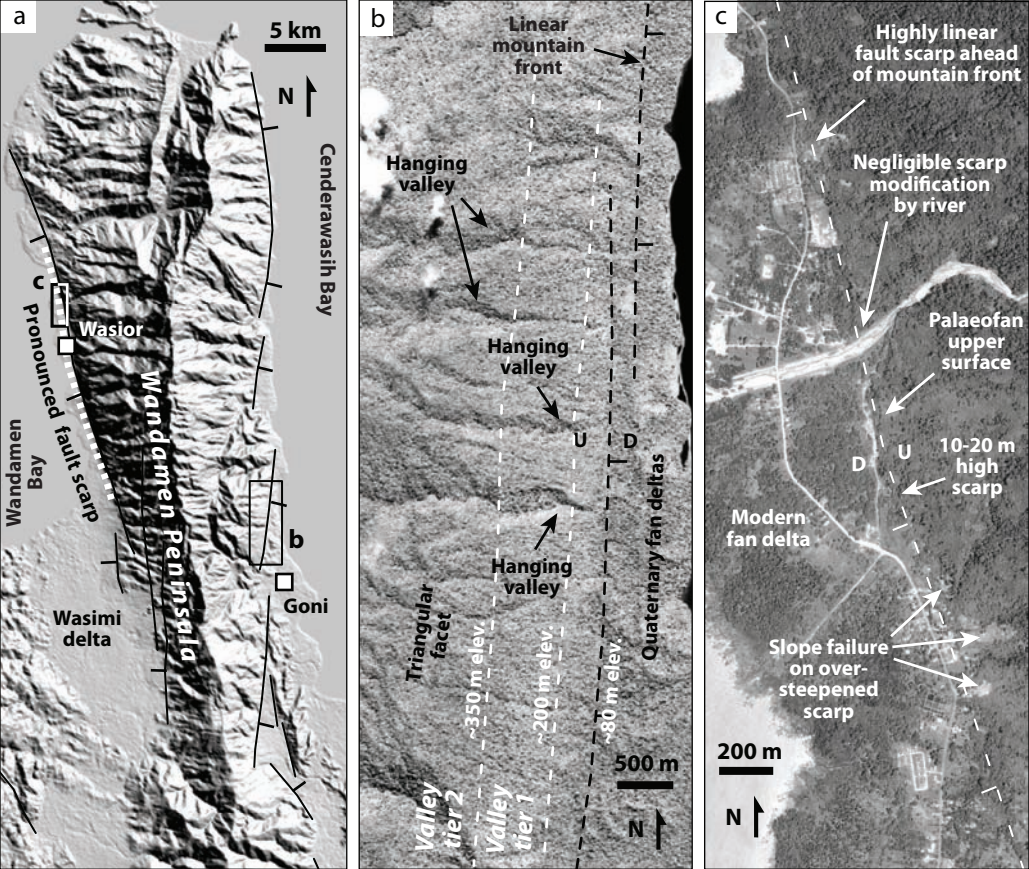 a
5 km
N
Cenderawasih Bay
c
Wasior
Pronounced fault scarp
Wandamen Peninsula
Wandamen
Bay
b
Goni
Wasimi
delta
b
Linear
mountain
front
Hanging
valley
Hanging
valley
U
D
Hanging
valley
Quaternary fan deltas
Triangular
facet
~350 m elev.
~200 m elev.
~80 m elev.
500 m
Valley
tier 2
Valley
tier 1
N
c
Highly linear
fault scarp ahead
of mountain front
Negligible scarp
modification
by river
Palaeofan
upper
surface
10-20 m
high
scarp
U
D
Modern
fan delta
Slope failure
on over-
steepened
scarp
200 m
N